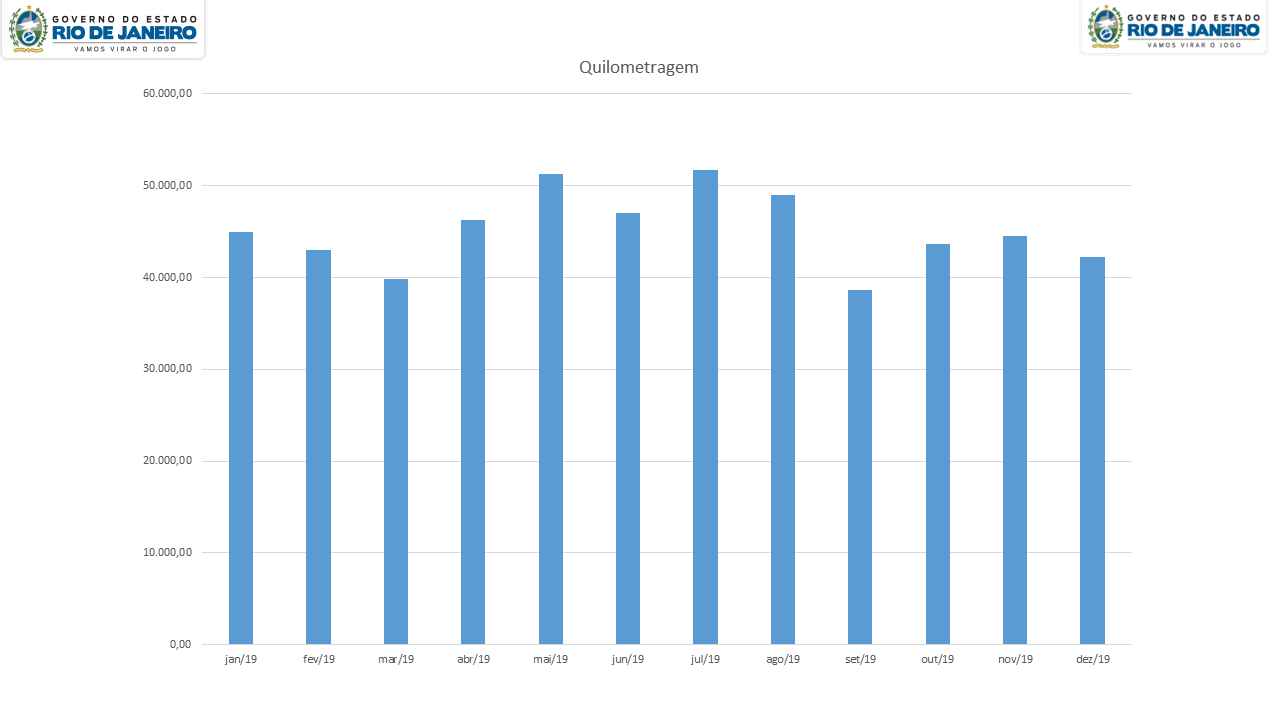 GOVERNO DO ESTADO
RIO DE JANEIRO
VAMOS VIRAR O JOGO
GOVERNO DO ESTADO
RIO DE JANEIRO
VAMOS VIRAR O JOGO
Quilometragem
60.000,00
50.000,00
40.000,00
30.000,00
20.000,00
10.000,00
0,00
jan/19 fev/19 mar/19 abr/19 mai/19 jun/19 jul/19 ago/19 set/19 out/19 nov/19 dez/19